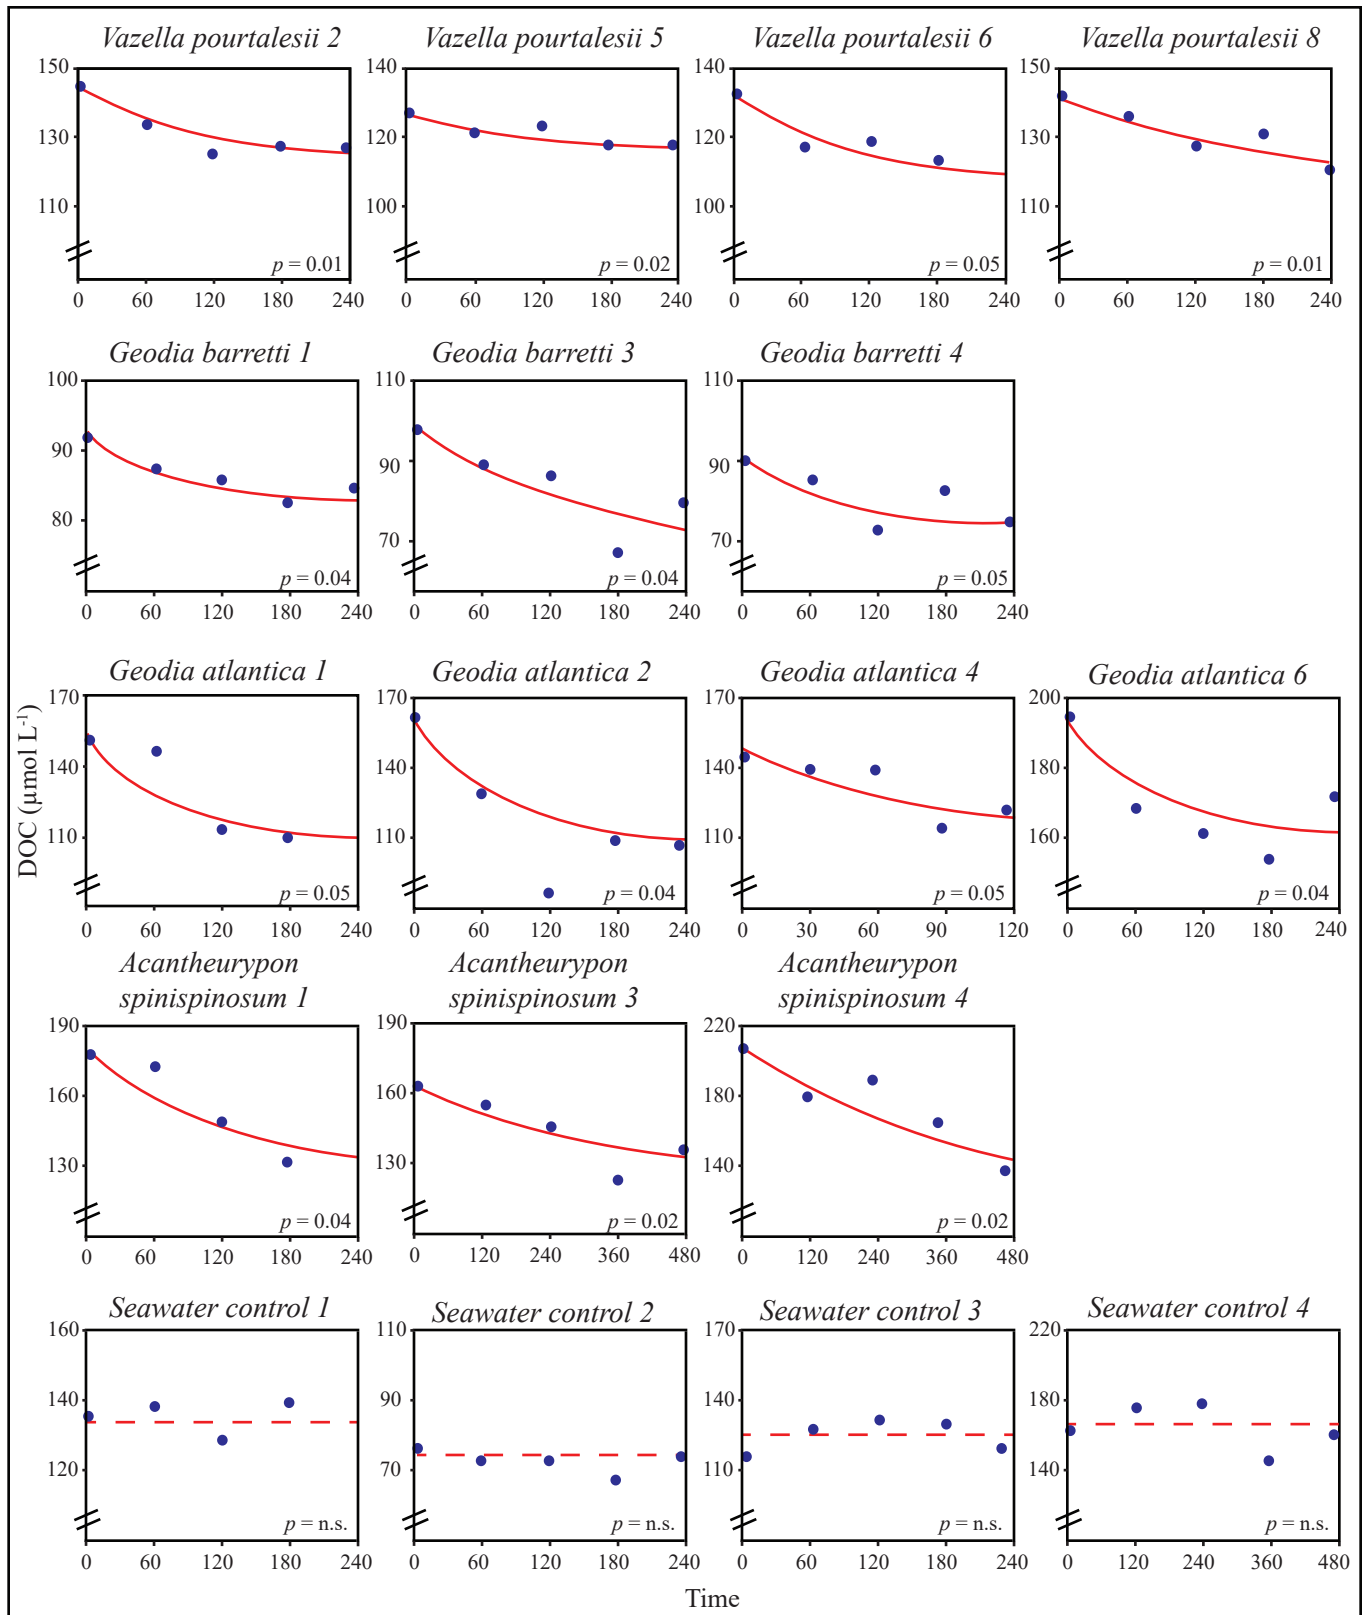 Vazella pourtalesii 2 Vazella pourtalesii 5 Vazella pourtalesii 6 Vazella pourtalesii 8
150 140 140 150
130 120 120 130
110 100 100 110
p = 0.01 p = 0.02 p = 0.05 p = 0.01
0 60 120 180 240 0 60 120 180 240 0 60 120 180 240 0 60 120 180 240
Geodia barretti 1 Geodia barretti 3 Geodia barretti 4
100 110 110
90 90 90
80 70 70
p = 0.04 p = 0.04 p = 0.05
0 60 120 180 240 0 60 120 180 240 0 60 120 180 240
Geodia atlantica 1 Geodia atlantica 2 Geodia atlantica 4 Geodia atlantica 6
170 170 170 200
140 140 140 180
110 110 110 160
DOC (µmol L-1)
p = 0.05 p = 0.04 p = 0.05 p = 0.04
0 60 120 180 240 0 60 120 180 240 0 30 60 90 120 0 60 120 180 240
Acantheurypon Acantheurypon Acantheurypon
spinispinosum 1 spinispinosum 3 spinispinosum 4
190 190 220
160 160 180
130 130 140
p = 0.04 p = 0.02 p = 0.02
0 60 120 180 240 0 120 240 360 480 0 120 240 360 480
Seawater control 1 Seawater control 2 Seawater control 3 Seawater control 4
160 110 170 220
140 90 140 180
120 70 110 140
p = n.s. p = n.s. p = n.s. p = n.s.
0 60 120 180 240 0 60 120 180 240 0 60 120 180 240 0 120 240 360 480
Time